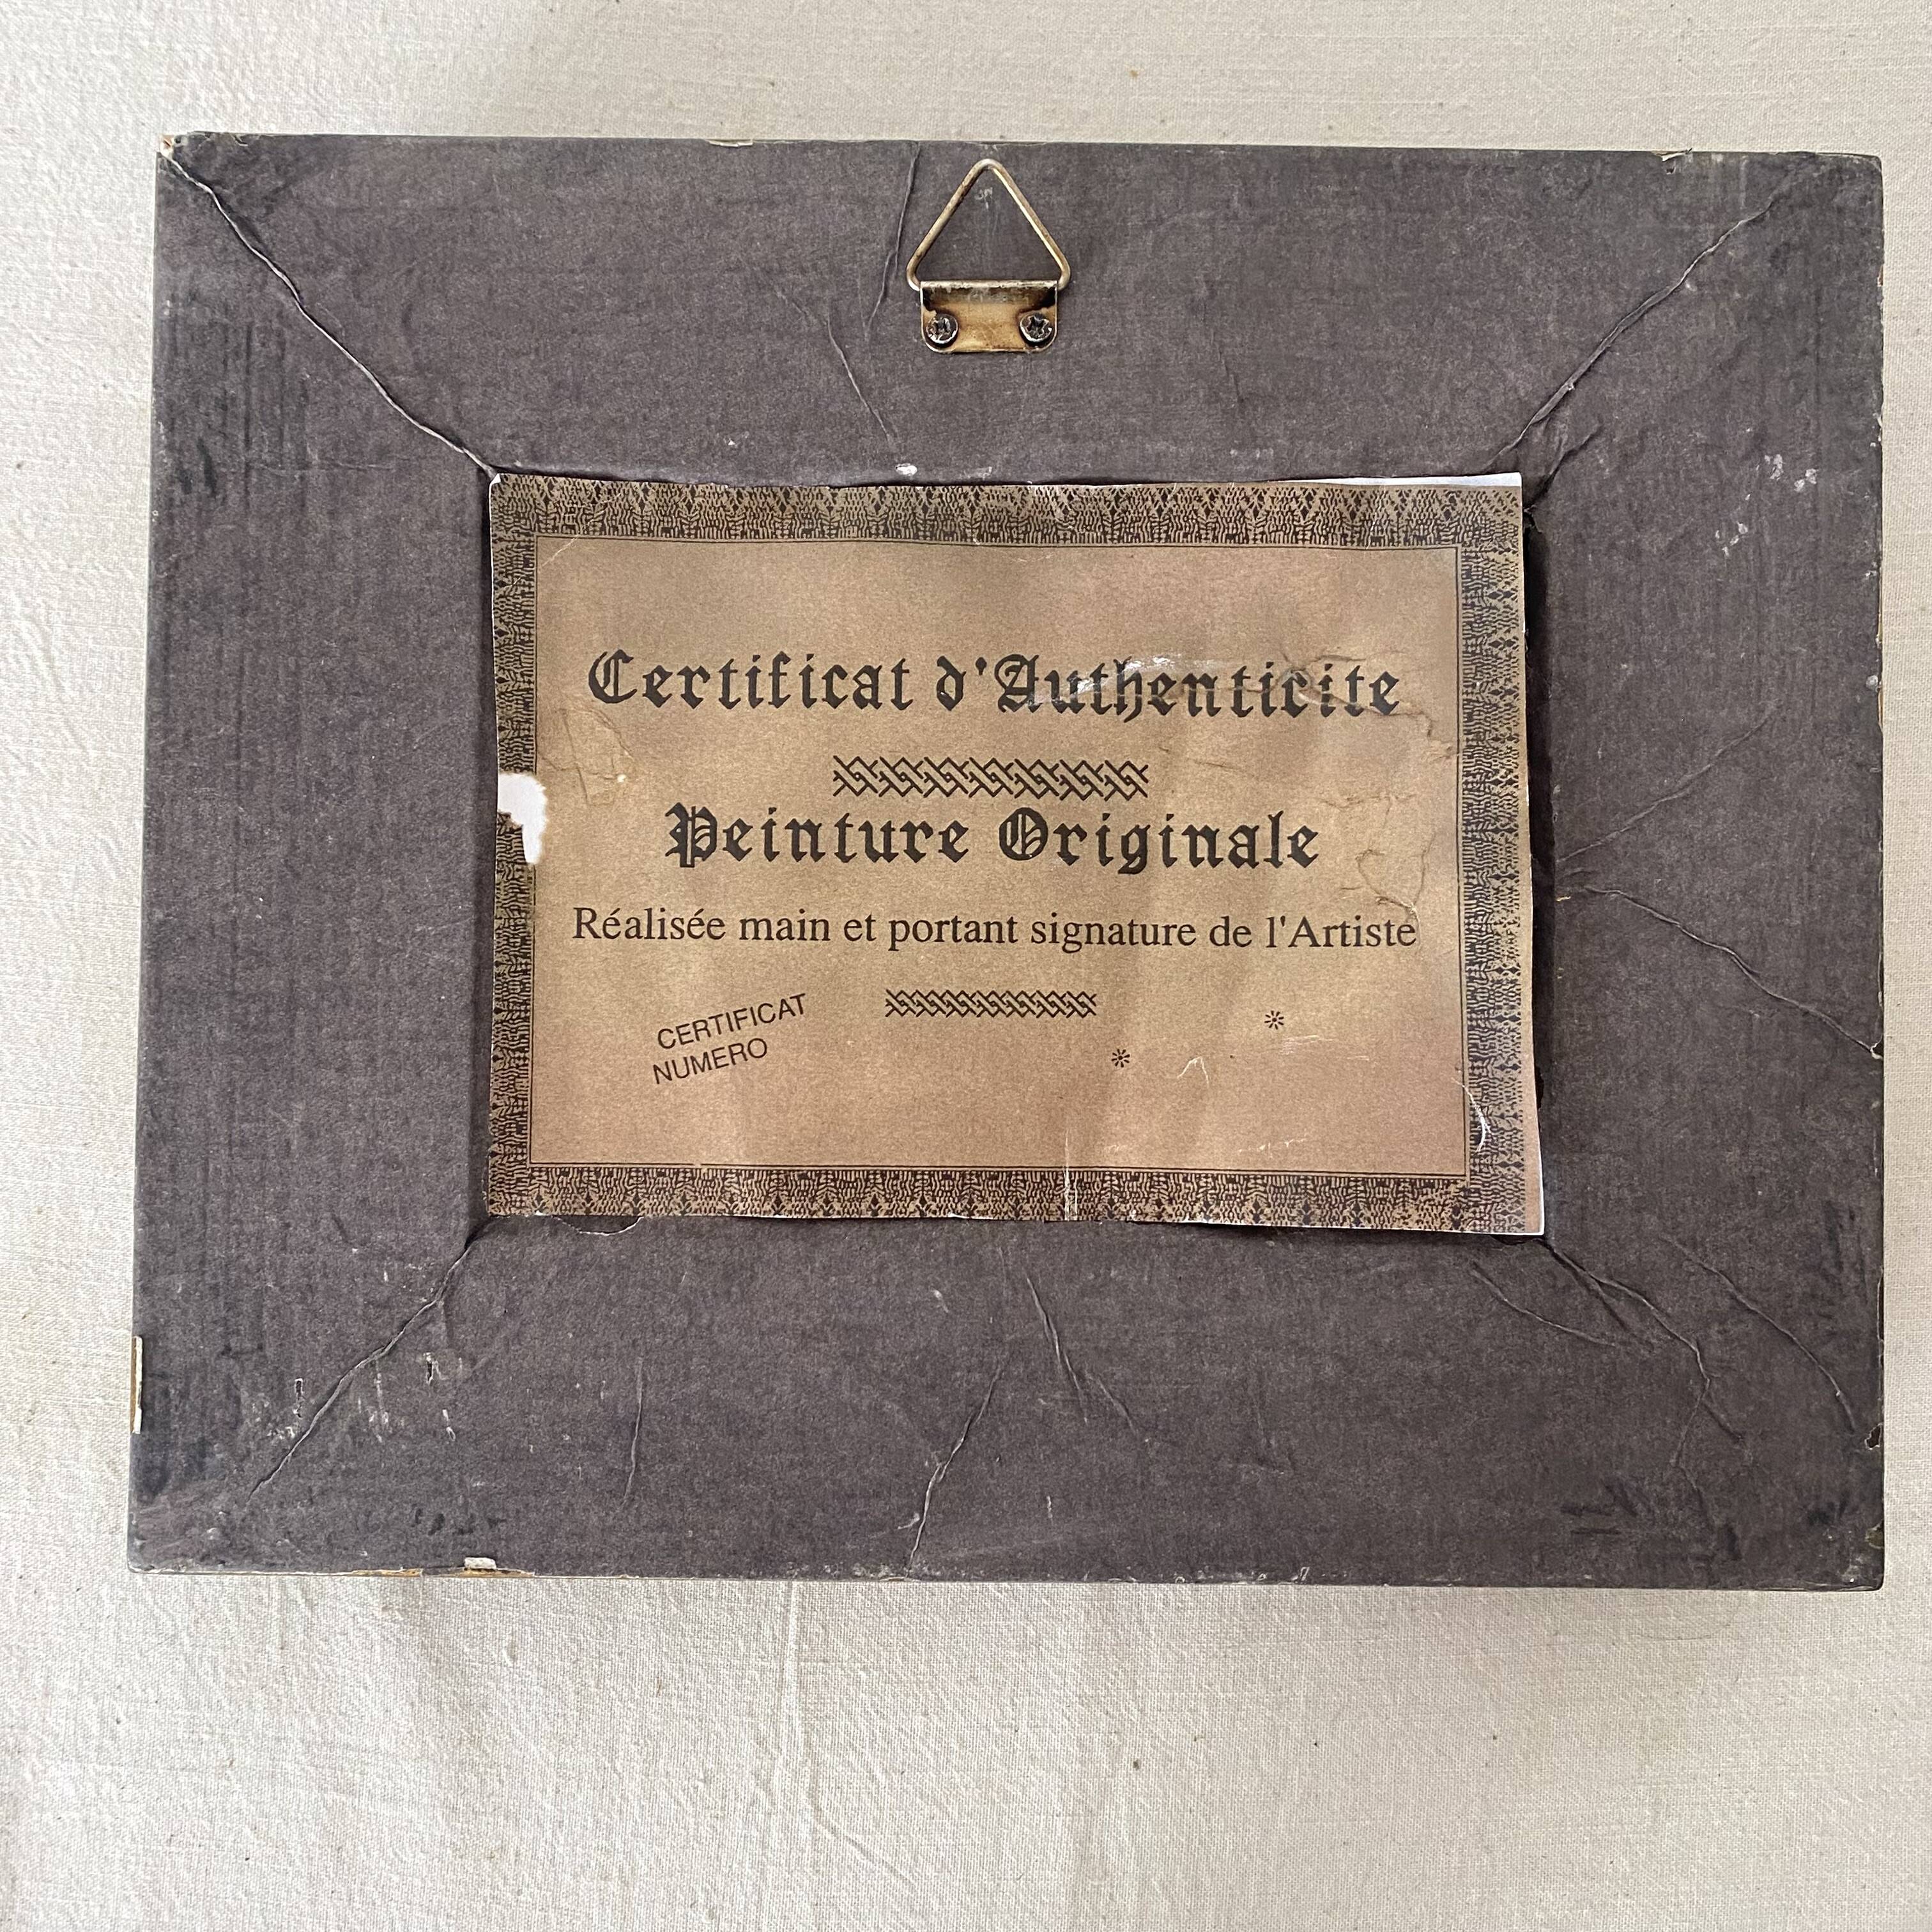 Certificat d'Authenticite
Peinture Originale
Réalisée main et portant signature de l'Artiste
CERTIFICAT
NUMERO